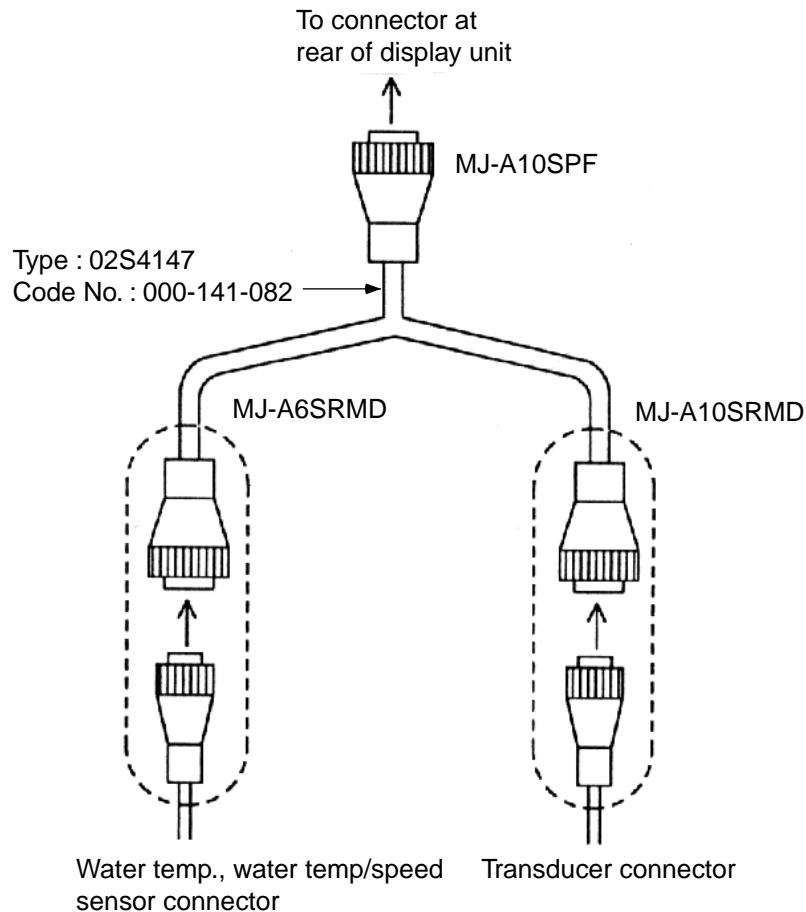 To connector at
rear of display unit
MJ-A10SPF
Type : 02S4147
Code No. : 000-141-082
MJ-A6SRMD
MJ-A10SRMD
Water temp., water temp/speed
sensor connector
Transducer connector